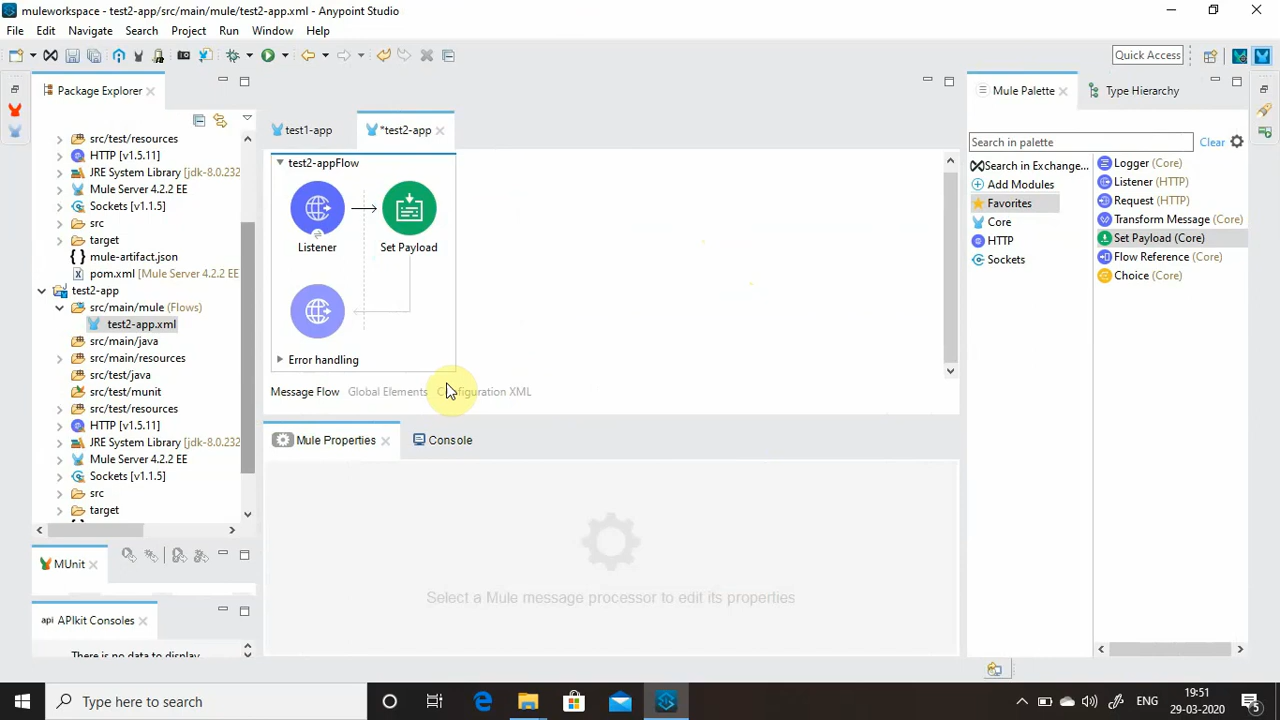 muleworkspace - test2-app/src/main/mule/test2-app.xml - Anypoint Studio
File Edit Navigate Search Project Run Window Help
Quick Access
Package Explorer
src/test/resources
HTTP [v1.5.11]
JRE System Library [jdk-8.0.232
Mule Server 4.2.2 EE
Sockets [v1.1.5]
src
target
mule-artifact.json
pom.xml [Mule Server 4.2.2 EE
test2-app
src/main/mule (Flows)
test2-app.xml
src/main/java
src/main/resources
src/test/java
src/test/munit
src/test/resources
HTTP [v1.5.11]
JRE System Library [jdk-8.0.232
Mule Server 4.2.2 EE
Sockets [v1.1.5]
src
target
MUnit
api APIkit Consoles
There is no data to display
test1-app
*test2-app
test2-appFlow
Listener
Set Payload
Error handling
Message Flow Global Elements Configuration XML
Mule Properties
Console
Select a Mule message processor to edit its properties
Mule Palette
Type Hierarchy
Search in palette
Clear
Search in Exchange...
Add Modules
Favorites
Core
HTTP
Sockets
Logger (Core)
Listener (HTTP)
Request (HTTP)
Transform Message (Core)
Set Payload (Core)
Flow Reference (Core)
Choice (Core)
Type here to search
ENG
19:51
29-03-2020
5